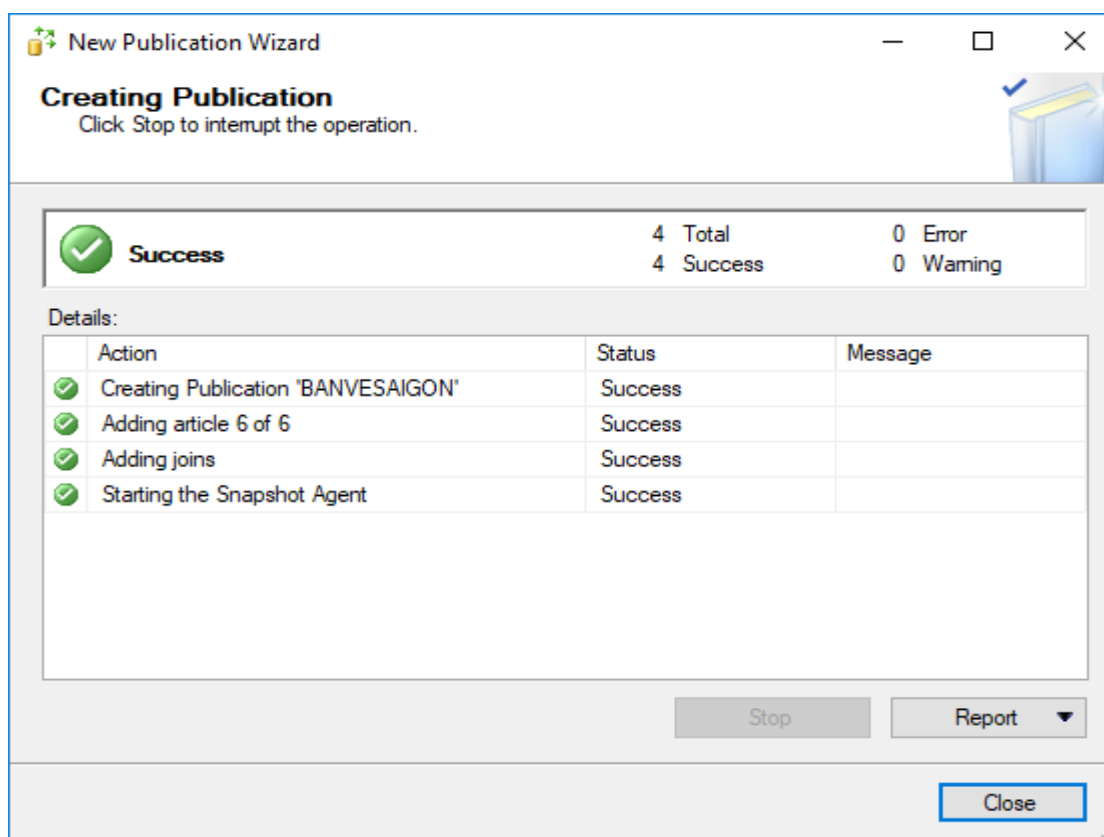 New Publication Wizard
Creating Publication
Click Stop to interrupt the operation.
Success 4 Total 0 Error
4 Success 0 Warning
Details:
Action Status Message
Creating Publication 'BANVESAIGON' Success
Adding article 6 of 6 Success
Adding joins Success
Starting the Snapshot Agent Success
Stop Report
Close